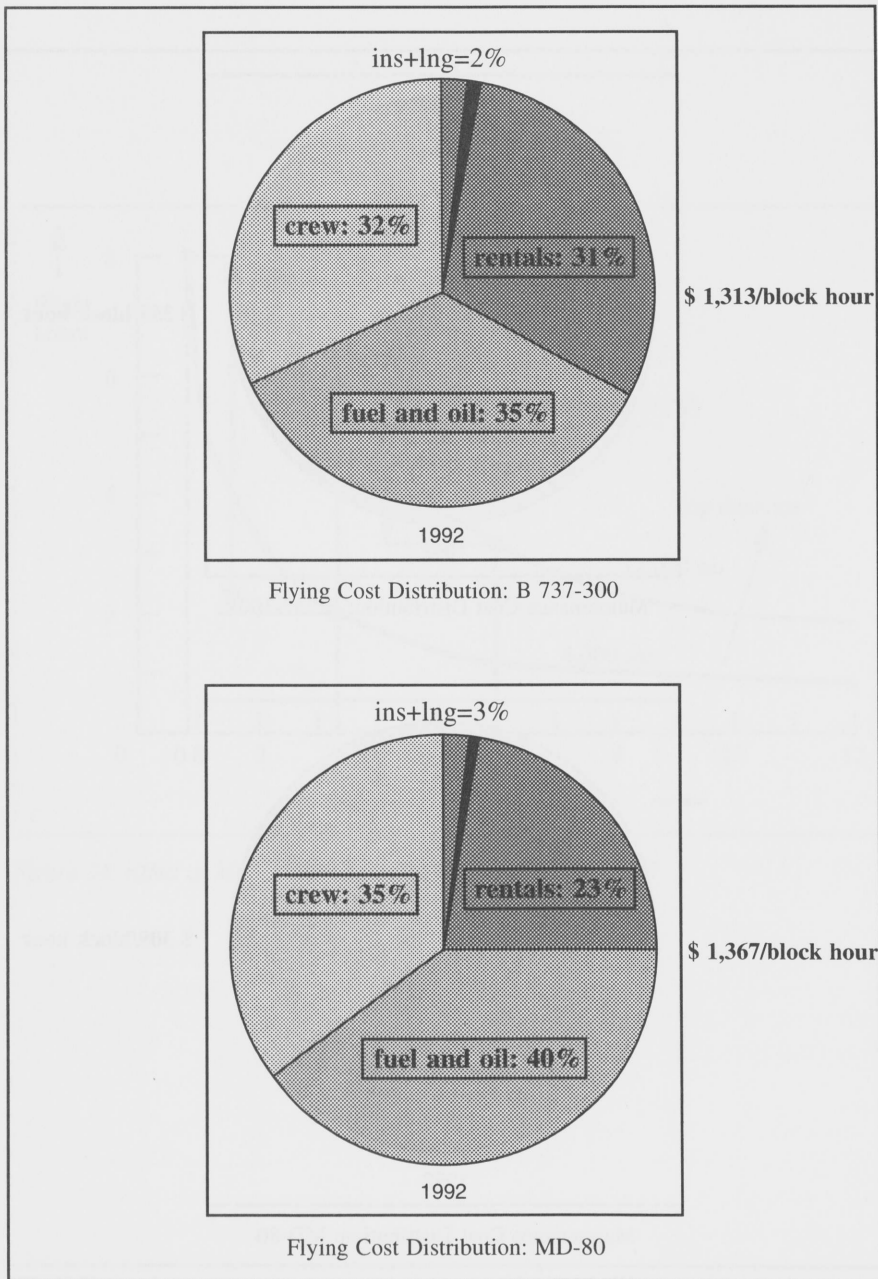 ins+lng=2%
crew: 32%
rentals: 31%
$ 1,313/block hour
fuel and oil: 35%
1992
Flying Cost Distribution: B 737-300
ins+lng=3%
crew: 35%
rentals: 23%
$ 1,367/block hour
fuel and oil: 40%
1992
Flying Cost Distribution: MD-80